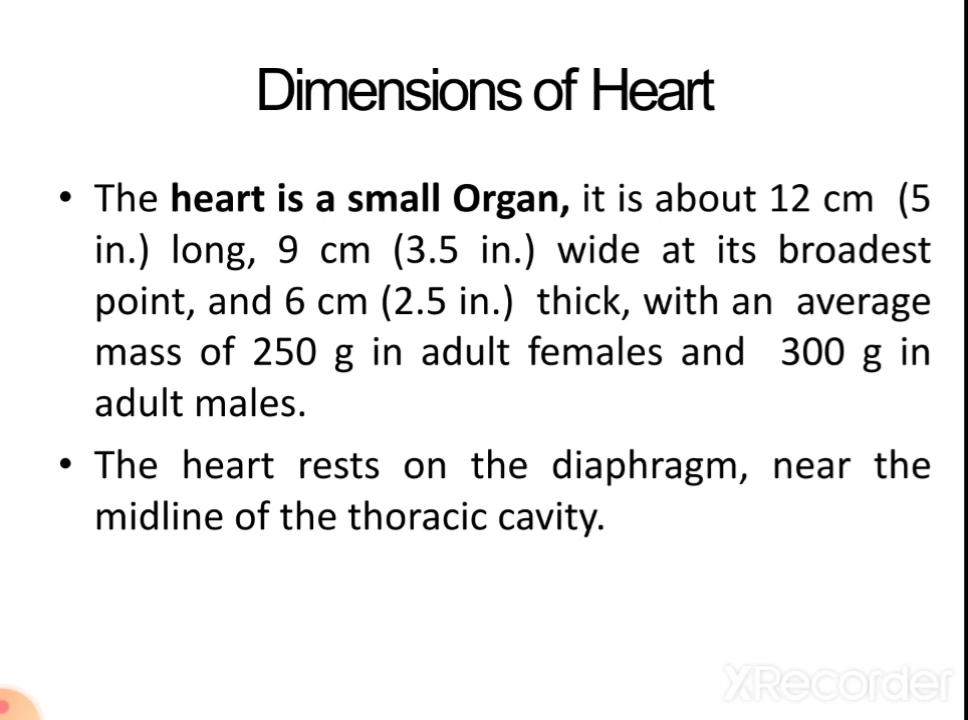 Dimensions of Heart
• The heart is a small Organ, it is about 12 cm (5
in.) long, 9 cm (3.5 in.) wide at its broadest
point, and 6 cm (2.5 in.) thick, with an average
mass of 250 g in adult females and 300 g in
adult males.
• The heart rests on the diaphragm, near the
midline of the thoracic cavity.
XRecorder